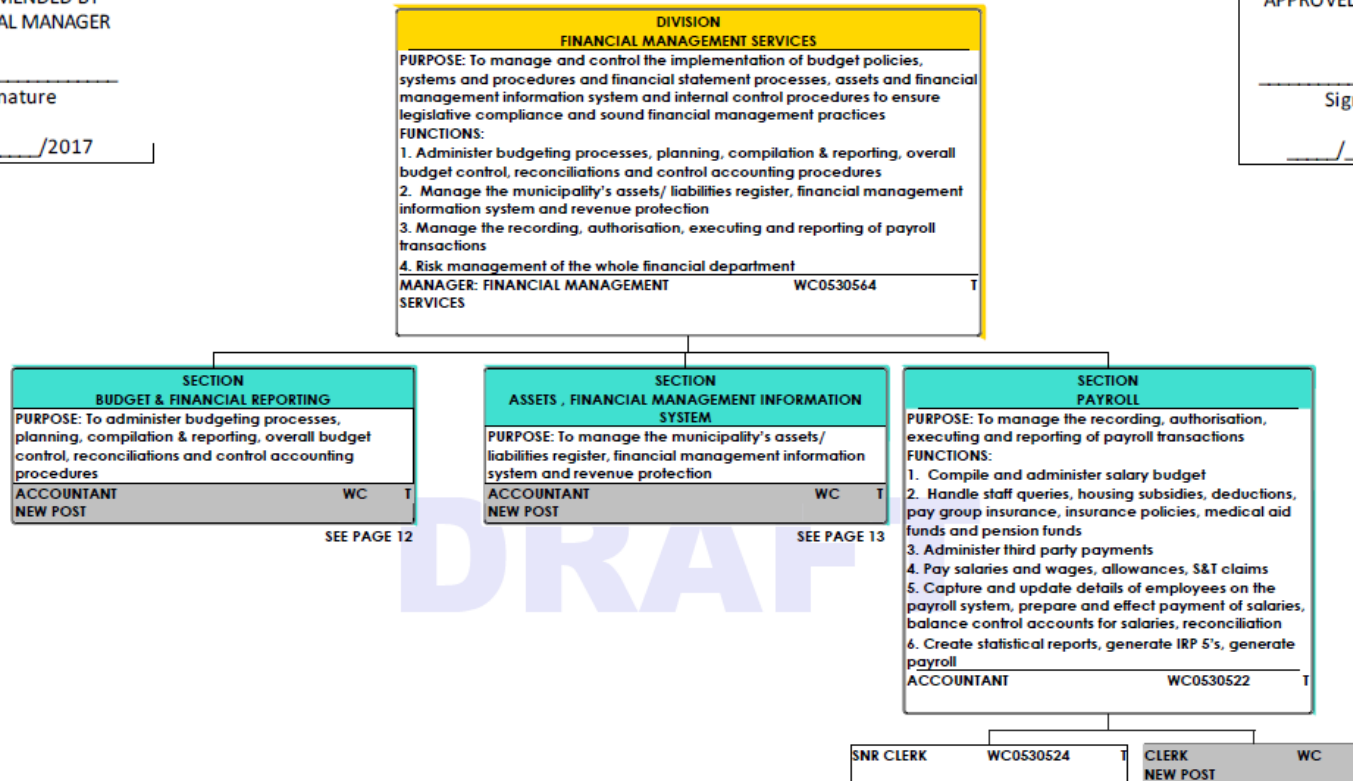 MENDED BY
AL MANAGER
nature
/2017
APPROVED
Sig
/
DIVISION
FINANCIAL MANAGEMENT SERVICES
PURPOSE: To manage and control the implementation of budget policies,
systems and procedures and financial statement processes, assets and financial
management information system and internal control procedures to ensure
legislative compliance and sound financial management practices
FUNCTIONS:
1. Administer budgeting processes, planning, compilation & reporting, overall
budget control, reconciliations and control accounting procedures
2. Manage the municipality's assets/ liabilities register, financial management
information system and revenue protection
3. Manage the recording, authorisation, executing and reporting of payroll
transactions
4. Risk management of the whole financial department
MANAGER: FINANCIAL MANAGEMENT WC0530564 T
SERVICES
SECTION
BUDGET & FINANCIAL REPORTING
PURPOSE: To administer budgeting processes,
planning, compilation & reporting, overall budget
control, reconciliations and control accounting
procedures
ACCOUNTANT WC T
NEW POST
SEE PAGE 12
SECTION
ASSETS , FINANCIAL MANAGEMENT INFORMATION
SYSTEM
PURPOSE: To manage the municipality's assets/
liabilities register, financial management information
system and revenue protection
ACCOUNTANT WC T
NEW POST
SEE PAGE 13
SECTION
PAYROLL
PURPOSE: To manage the recording, authorisation,
executing and reporting of payroll transactions
FUNCTIONS:
1. Compile and administer salary budget
2. Handle staff queries, housing subsidies, deductions,
pay group insurance, insurance policies, medical aid
funds and pension funds
3. Administer third party payments
4. Pay salaries and wages, allowances, S&T claims
5. Capture and update details of employees on the
payroll system, prepare and effect payment of salaries,
balance control accounts for salaries, reconciliation
6. Create statistical reports, generate IRP 5's, generate
payroll
ACCOUNTANT WC0530522 T
SNR CLERK WC0530524 T
CLERK WC
NEW POST
DRAFT